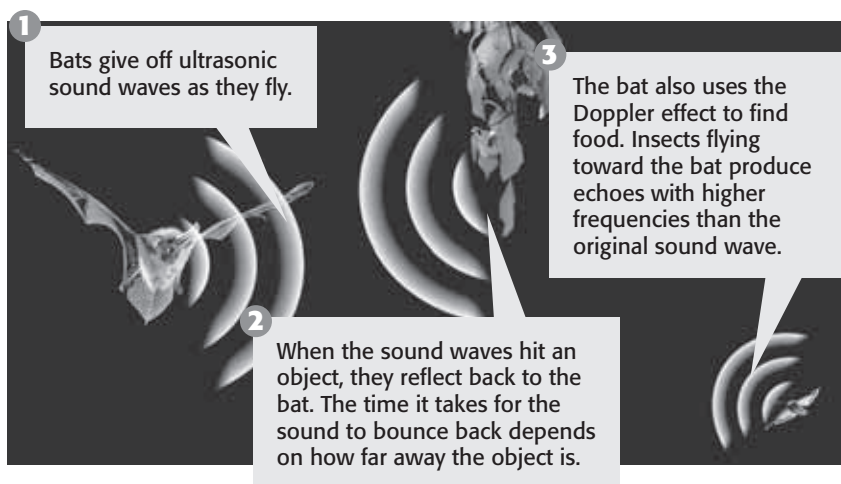 1
Bats give off ultrasonic
sound waves as they fly.
2
When the sound waves hit an
object, they reflect back to the
bat. The time it takes for the
sound to bounce back depends
on how far away the object is.
3
The bat also uses the
Doppler effect to find
food. Insects flying
toward the bat produce
echoes with higher
frequencies than the
original sound wave.